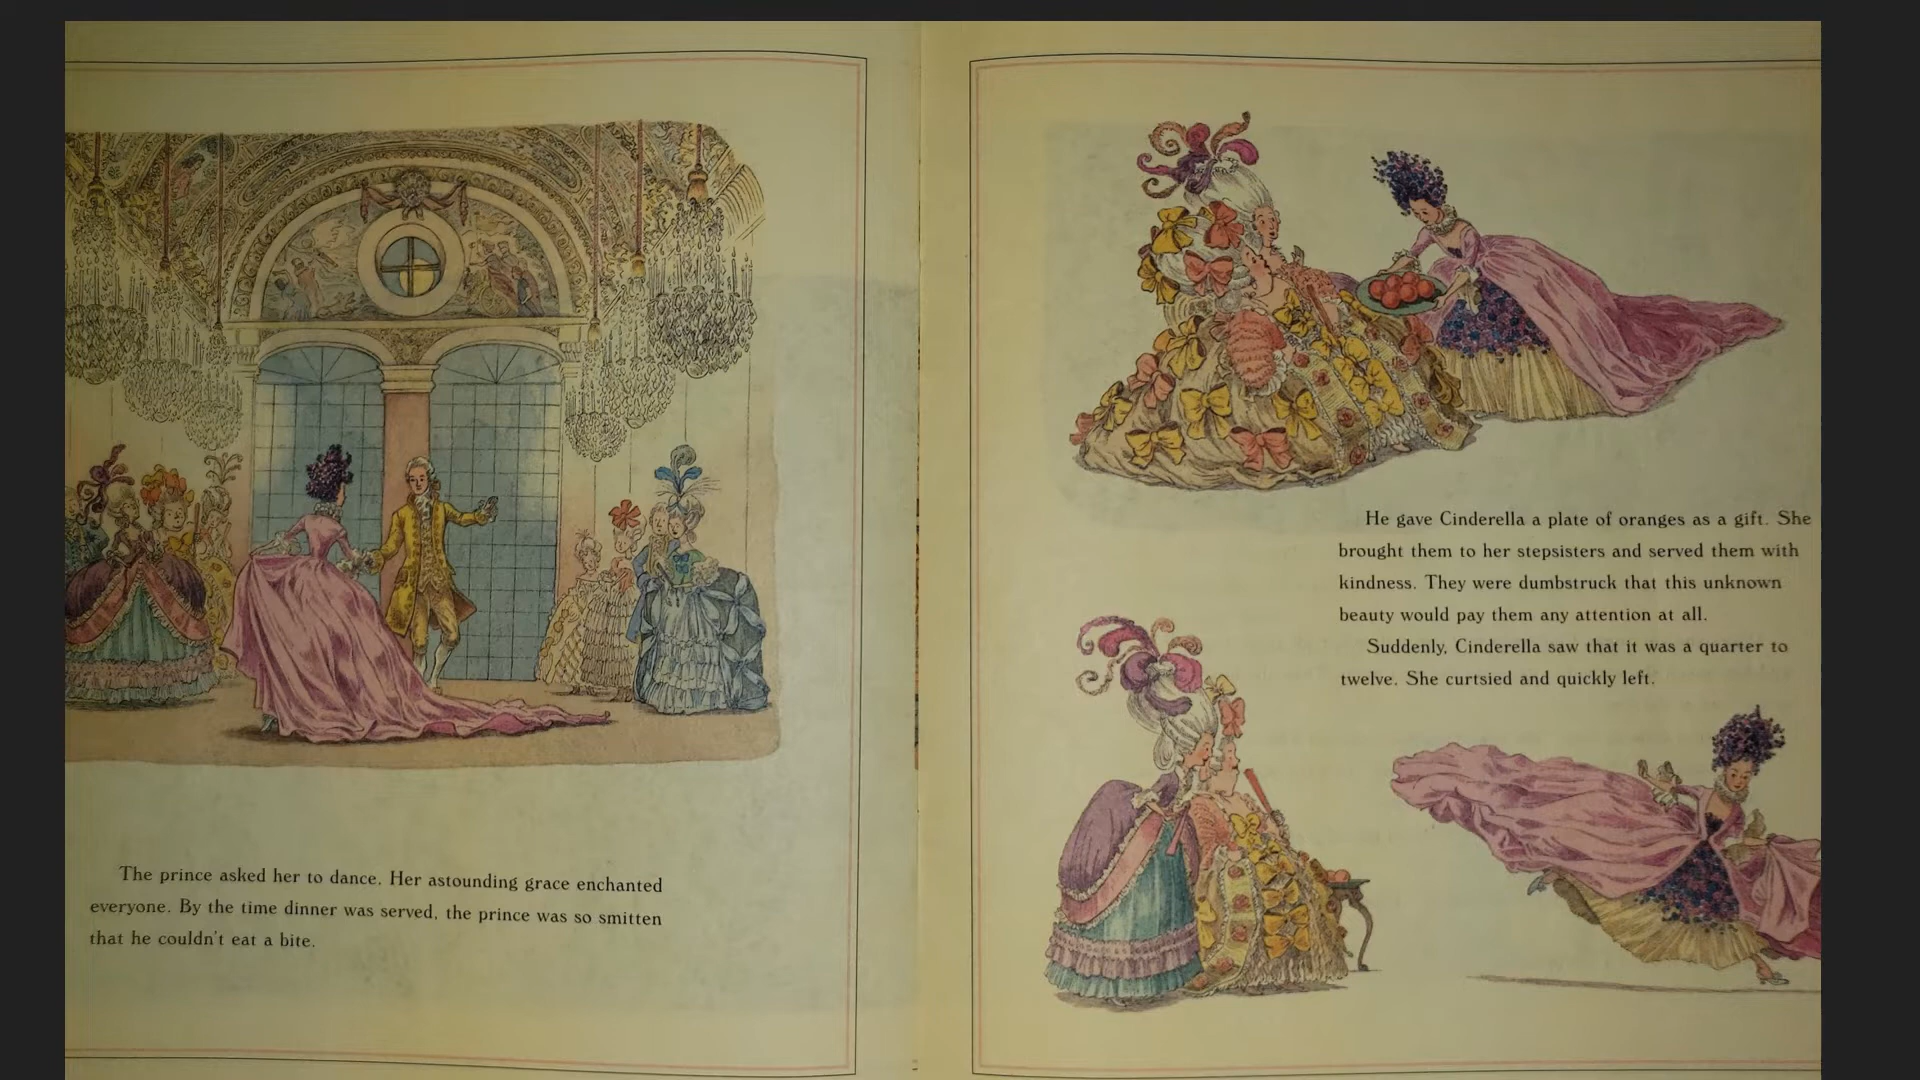 The prince asked her to dance. Her astounding grace enchanted
everyone. By the time dinner was served, the prince was so smitten
that he couldn't eat a bite.
He gave Cinderella a plate of oranges as a gift. She
brought them to her stepsisters and served them with
kindness. They were dumbstruck that this unknown
beauty would pay them any attention at all.
Suddenly, Cinderella saw that it was a quarter to
twelve. She curtsied and quickly left.